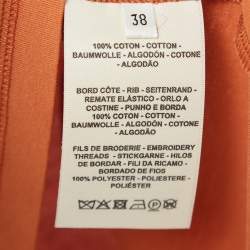 38
100% COTON - COTTON -
BAUMWOLLE - ALGODÓN - COTONE
- ALGODÃO
BORD CÔTE - RIB - SEITENRAND -
REMATE ELÁSTICO - ORLO A
COSTINE - PUNHO E BORDA
100% COTON - COTTON -
BAUMWOLLE - ALGODÓN - COTONE
- ALGODÃO
FILS DE BRODERIE - EMBROIDERY
THREADS - STICKGARNE - HILOS
DE BORDAR - FILI DA RICAMO -
BORDADO DE FIOS
100% POLYESTER - POLIESTERE -
POLIÉSTER